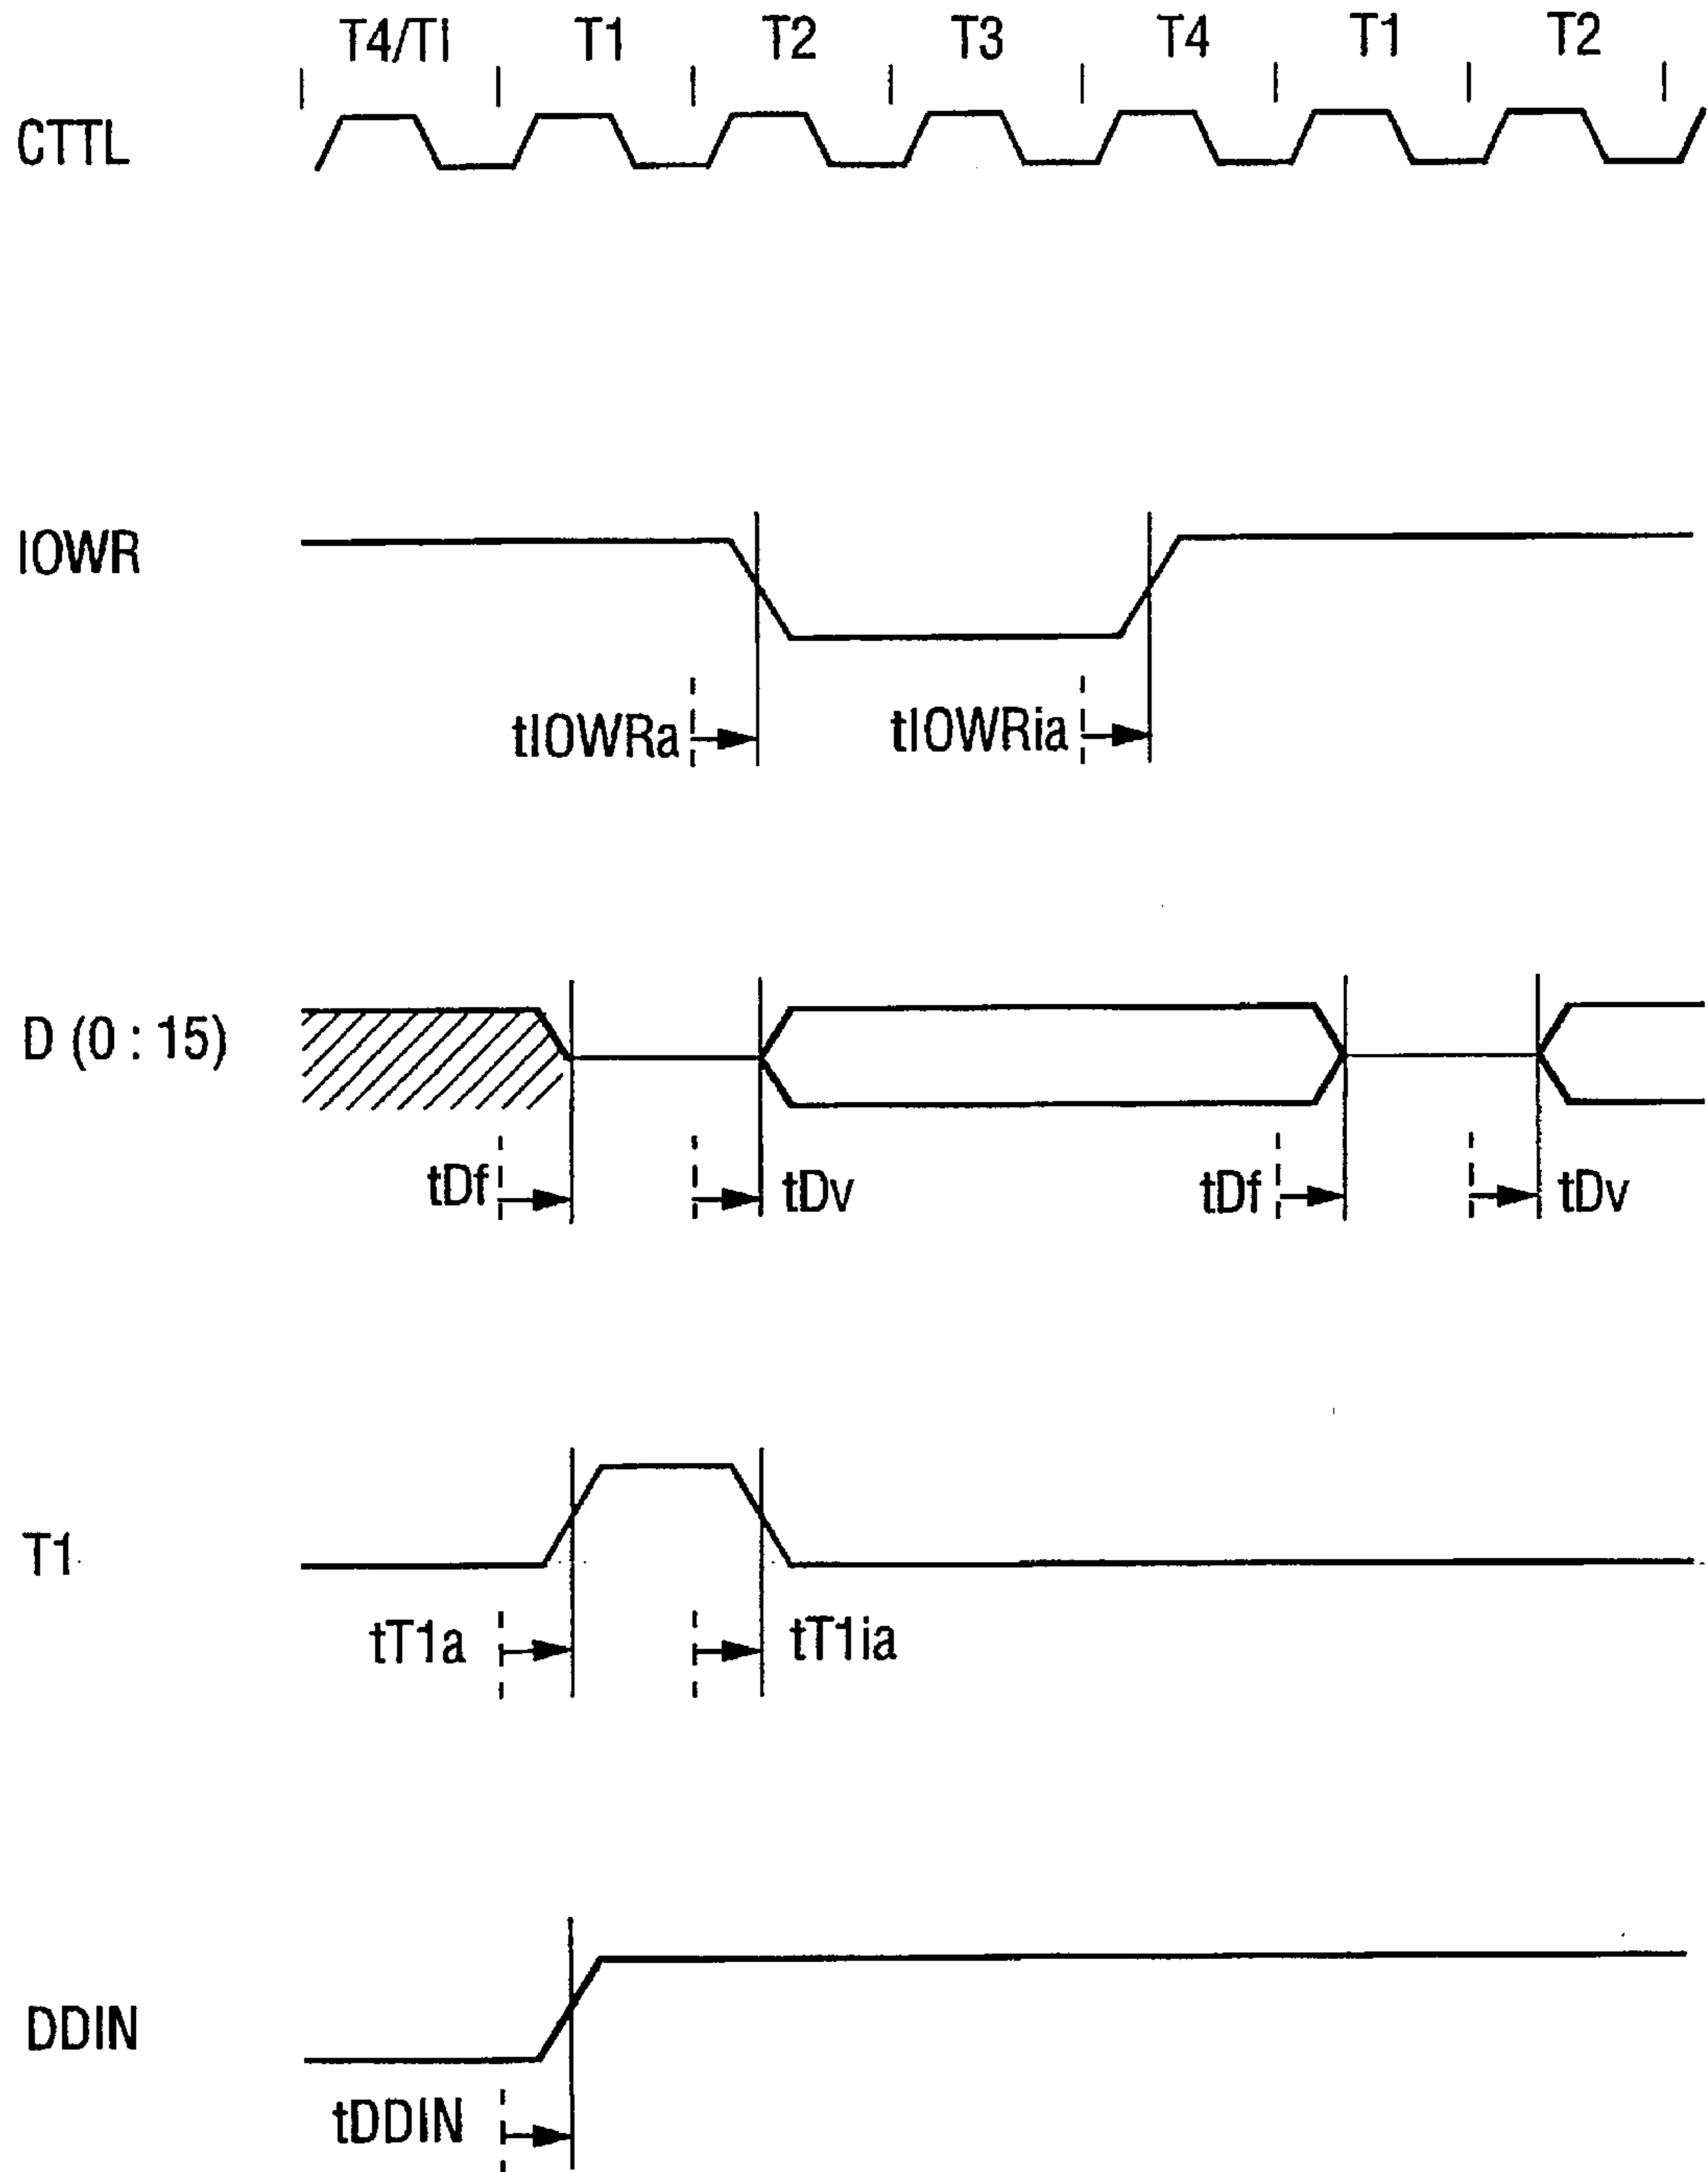 T4/TI T1 T2 T3 T4 T1 T2
CTTL
IOWR
tIOWRa tIOWRia
D (0 : 15)
tDf tDv tDf tDv
T1
tT1a tT1ia
DDIN
tDDIN